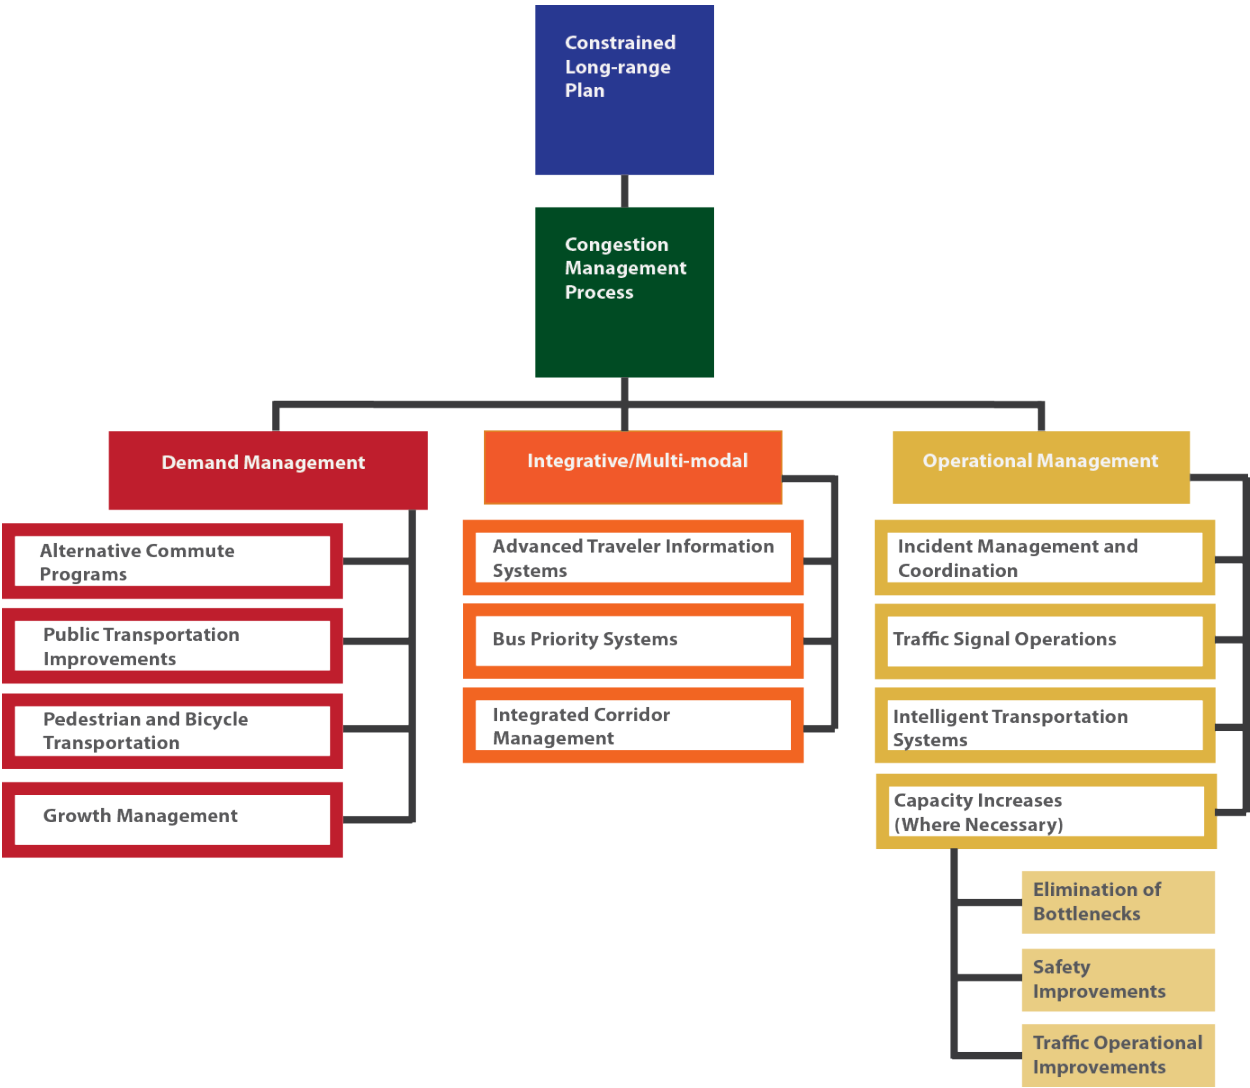 Constrained
Long-range
Plan
Congestion
Management
Process
Demand Management
Alternative Commute
Programs
Public Transportation
Improvements
Pedestrian and Bicycle
Transportation
Growth Management
Integrative/Multi-modal
Advanced Traveler Information
Systems
Bus Priority Systems
Integrated Corridor
Management
Operational Management
Incident Management and
Coordination
Traffic Signal Operations
Intelligent Transportation
Systems
Capacity Increases
(Where Necessary)
Elimination of
Bottlenecks
Safety
Improvements
Traffic Operational
Improvements